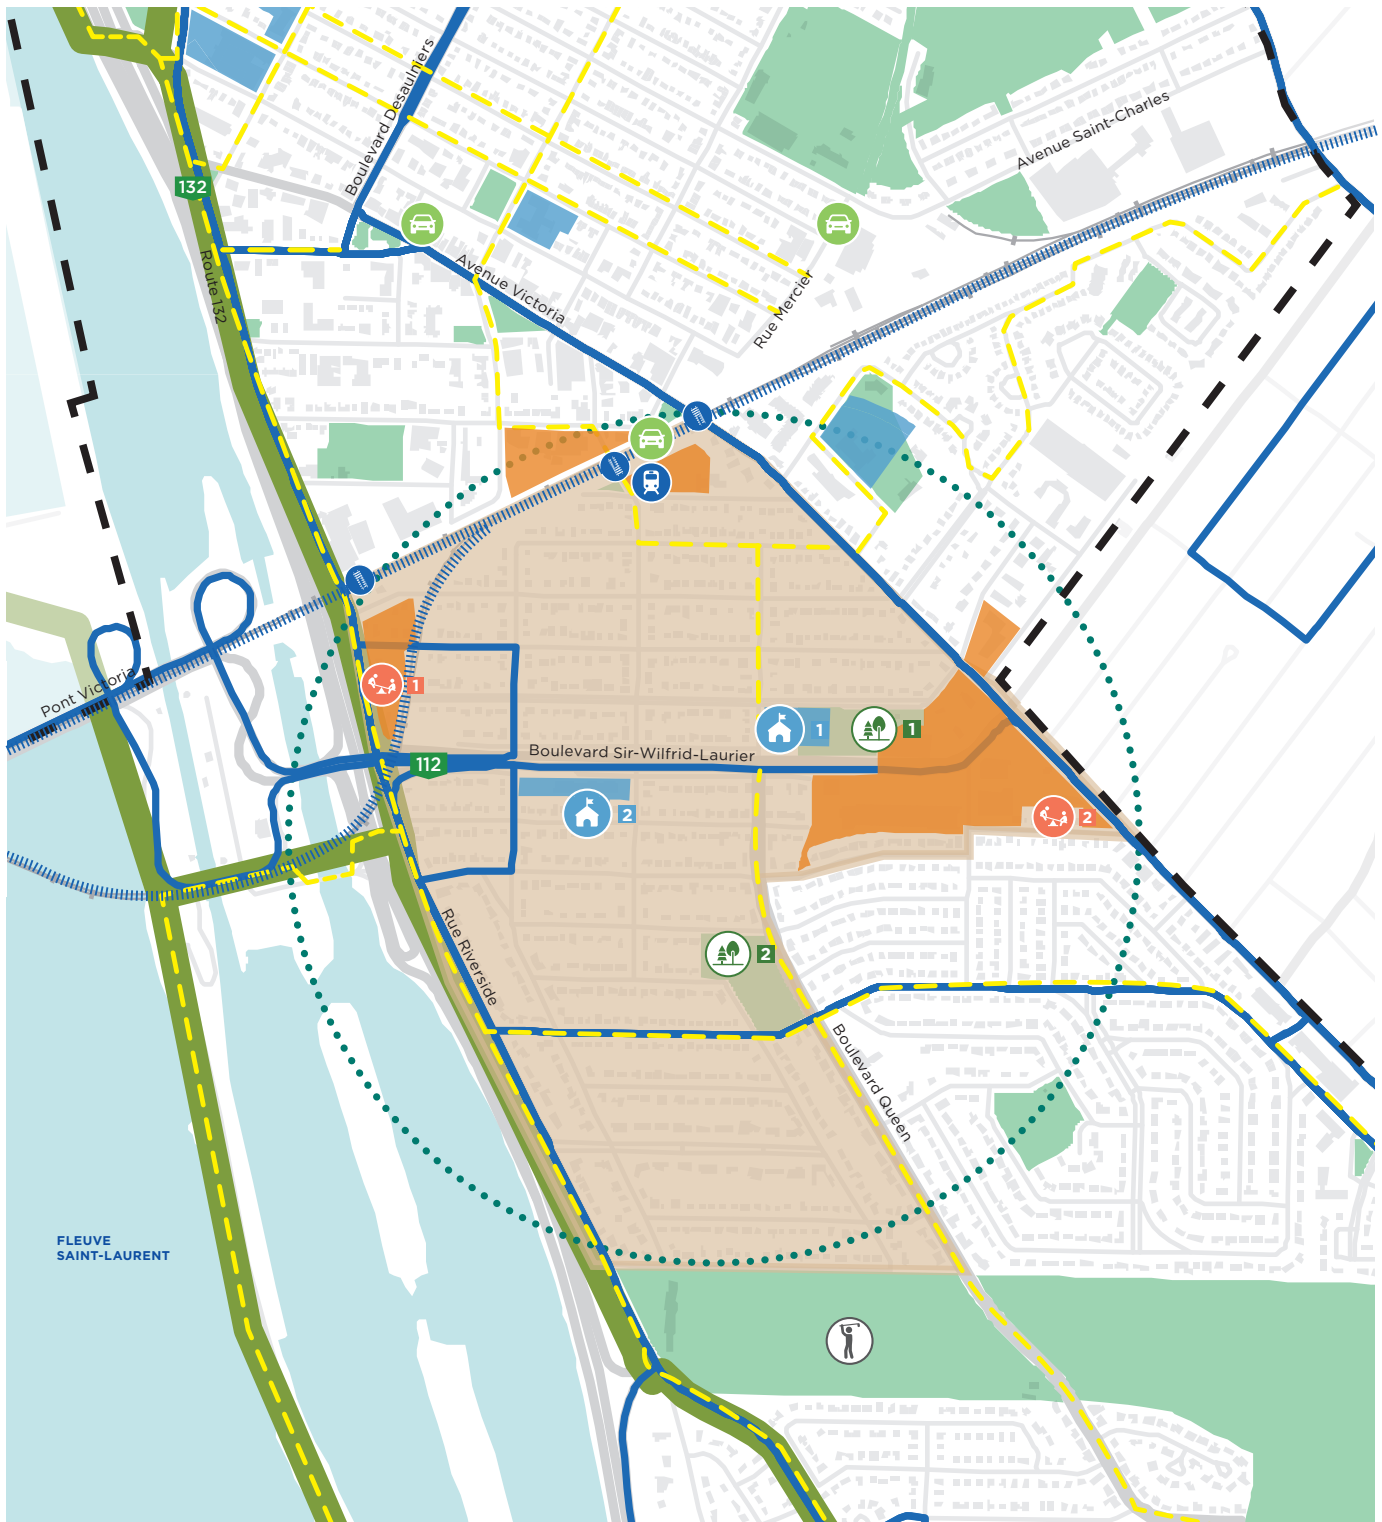 Boulevard Desaulniers
Avenue Saint-Charles
132
Route 132
Avenue Victoria
Rue Mercier
Pont Victoria
1
1
1
Boulevard Sir-Wilfrid-Laurier
112
2
2
2
Rue Riverside
Boulevard Queen
FLEUVE
SAINT-LAURENT